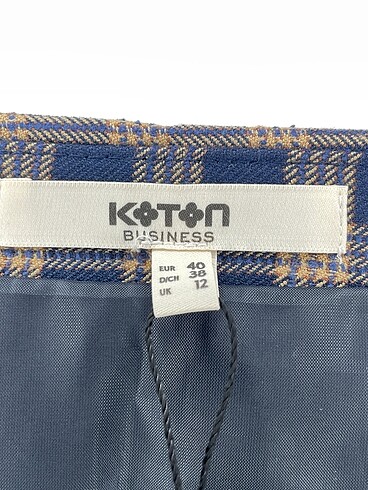 KOTON
BUSINESS
EUR 40
D/CH 38
UK 12